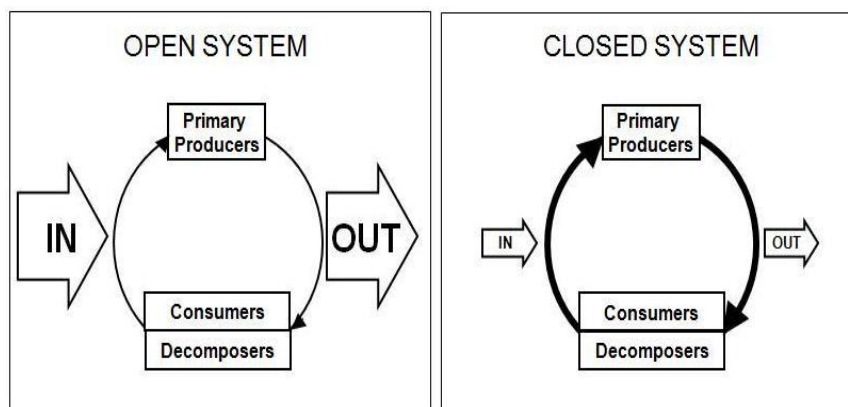 OPEN SYSTEM
Primary
Producers
IN
OUT
Consumers
Decomposers
CLOSED SYSTEM
Primary
Producers
IN
OUT
Consumers
Decomposers